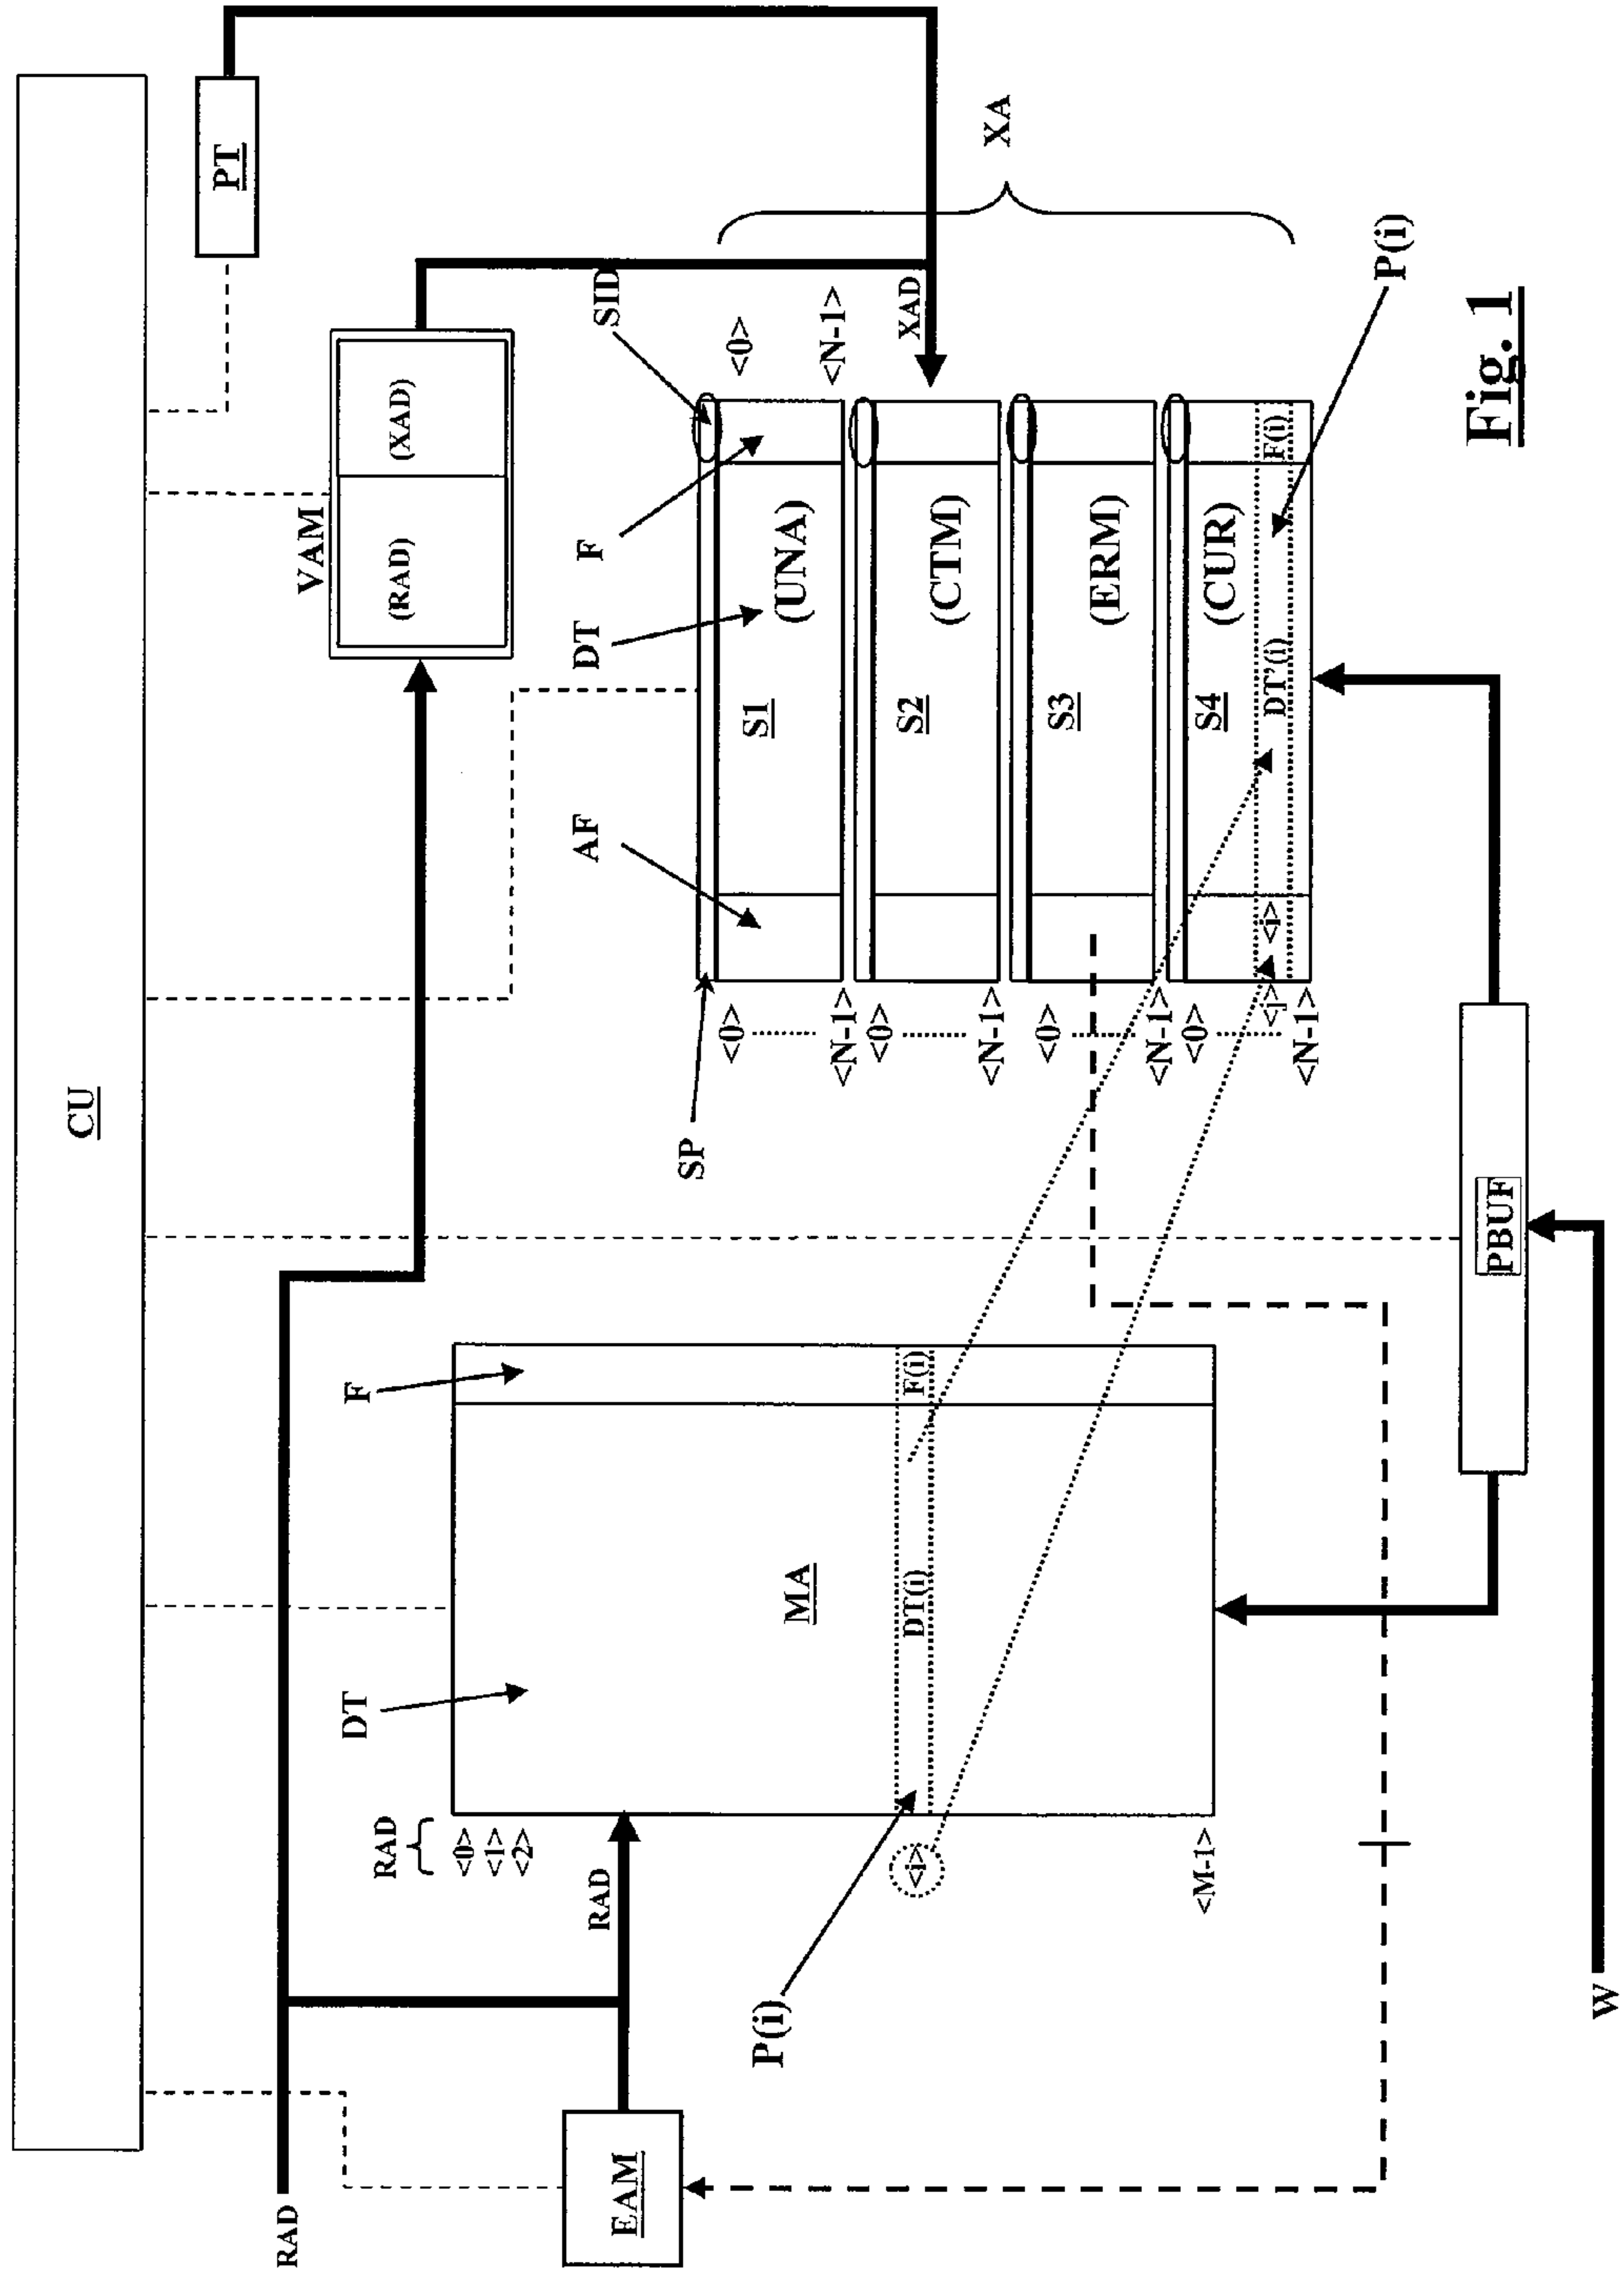 CU
PT
VAM
(RAD)
(XAD)
RAD
EAM
RAD
RAD
<0>
<1>
<2>
<i>
<M-1>
DT
F
MA
DT(i)
F(i)
P(i)
SP
AF
DT
F
SID
<0>
<N-1>
XAD
XA
<0>
<N-1>
S1
(UNA)
<0>
<N-1>
S2
(CTM)
<0>
<N-1>
S3
(ERM)
<0>
<j>
<N-1>
S4
(CUR)
<i>
DT'(i)
F(i)
P(i)
PBUF
W
Fig. 1